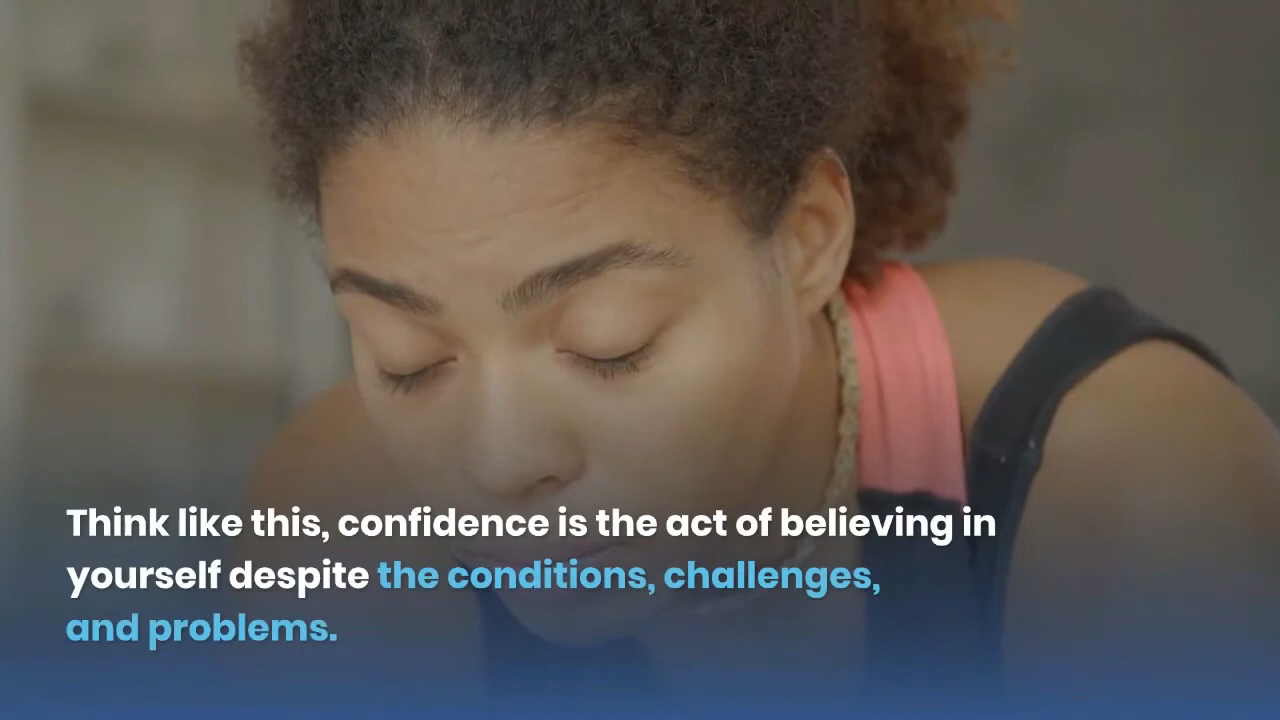 Think like this, confidence is the act of believing in
yourself despite the conditions, challenges,
and problems.